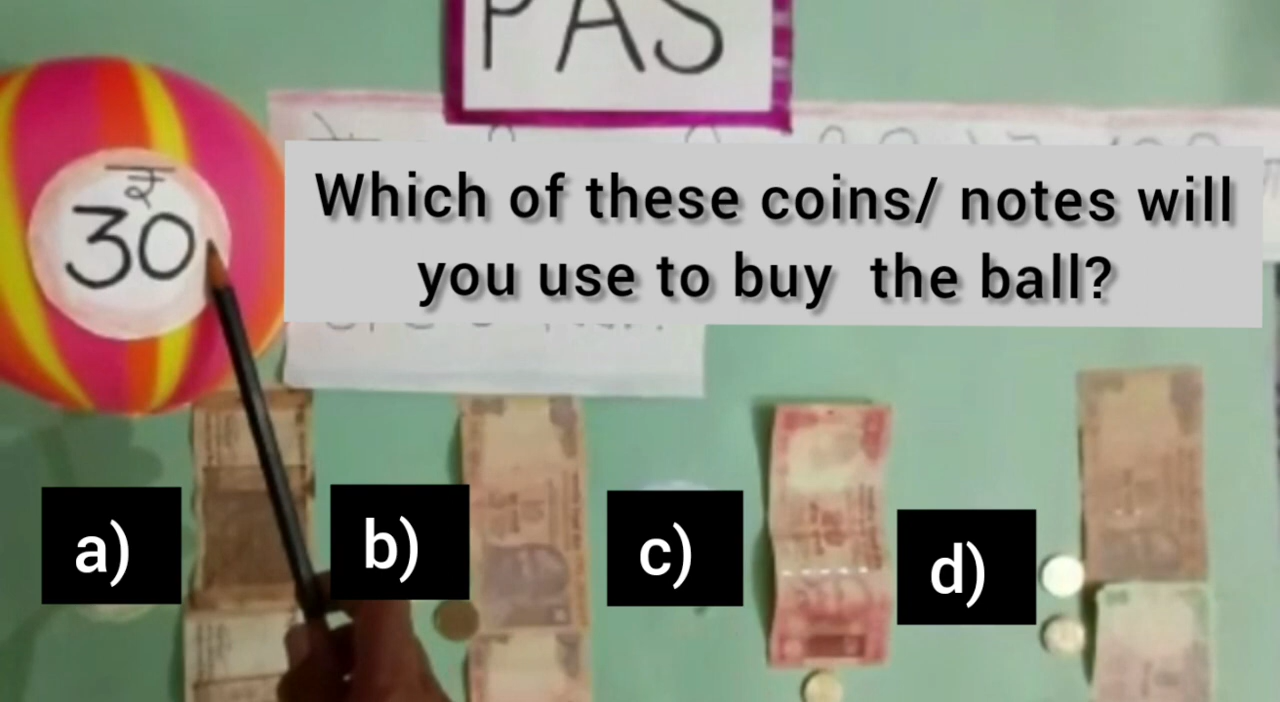 PAS
₹
30
Which of these coins/ notes will
you use to buy the ball?
a)
b)
c)
d)